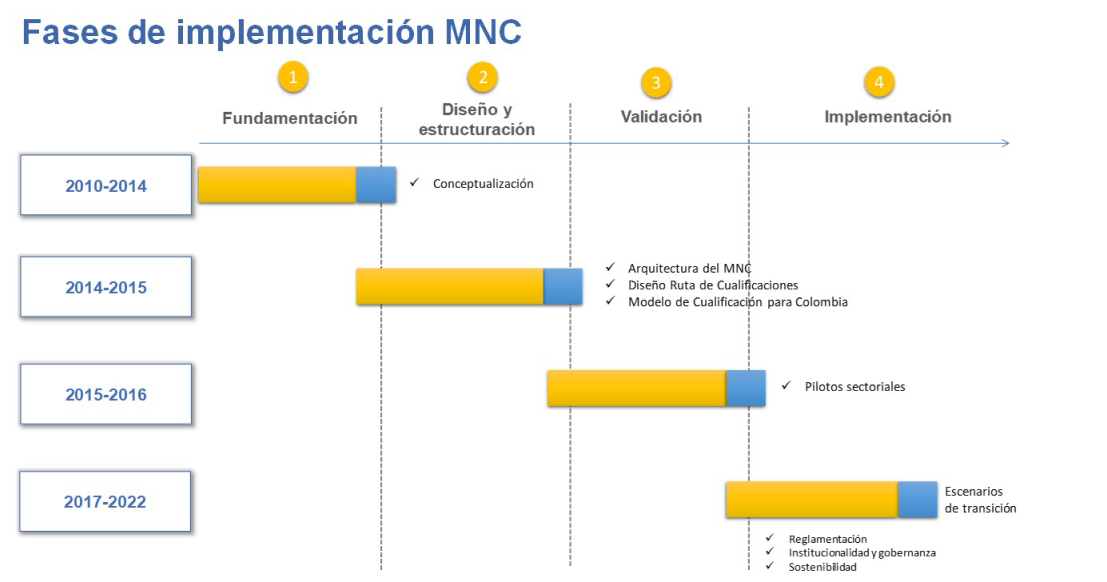 Fases de implementación MNC
1
2
3
4
Fundamentación
Diseño y
estructuración
Validación
Implementación
2010-2014
✓ Conceptualización
2014-2015
✓ Arquitectura del MNC
✓ Diseño Ruta de Cualificaciones
✓ Modelo de Cualificación para Colombia
2015-2016
✓ Pilotos sectoriales
2017-2022
Escenarios
de transición
✓ Reglamentación
✓ Institucionalidad y gobernanza
✓ Sostenibilidad